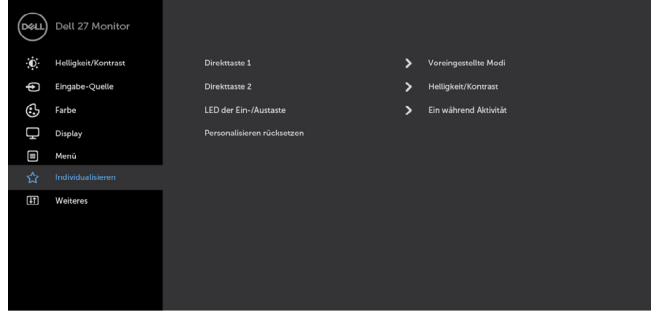 DELL Dell 27 Monitor
Helligkeit/Kontrast
Eingabe-Quelle
Farbe
Display
Menü
Individualisieren
Weiteres
Direkttaste 1 Voreingestellte Modi
Direkttaste 2 Helligkeit/Kontrast
LED der Ein-/Austaste Ein während Aktivität
Personalisieren rücksetzen